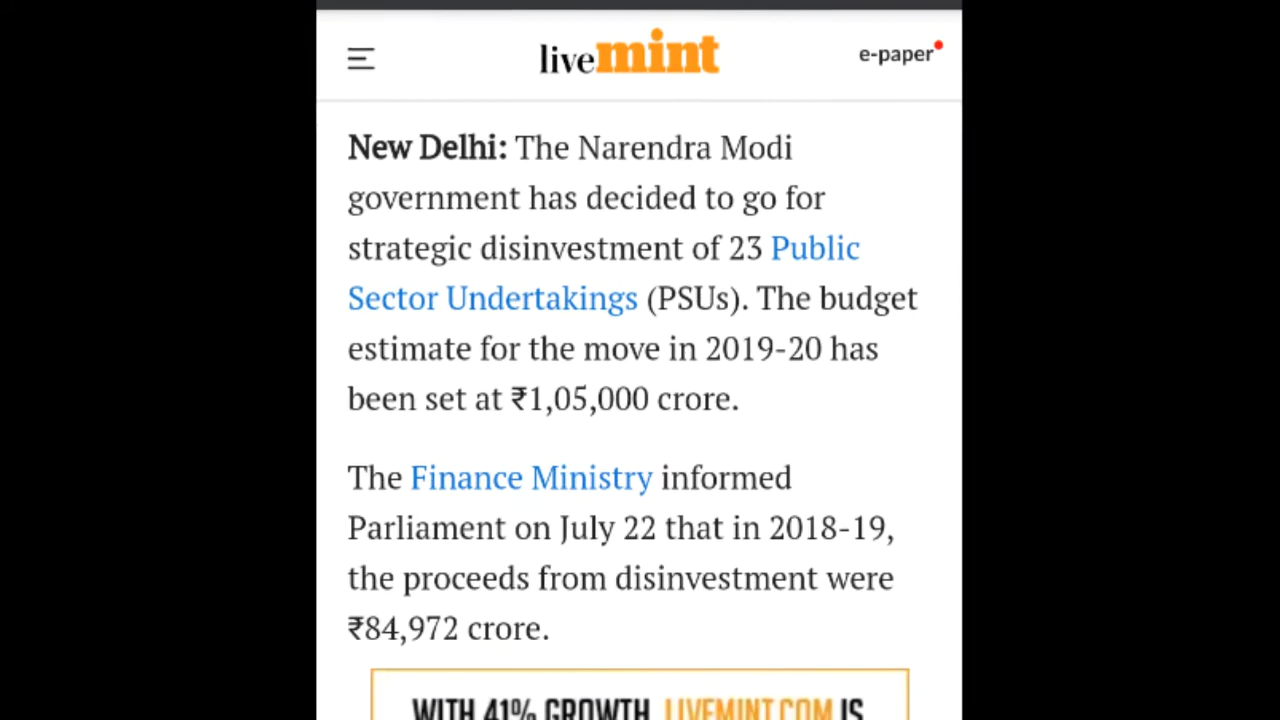 livemint
e-paper
New Delhi: The Narendra Modi
government has decided to go for
strategic disinvestment of 23 Public
Sector Undertakings (PSUs). The budget
estimate for the move in 2019-20 has
been set at ₹1,05,000 crore.
The Finance Ministry informed
Parliament on July 22 that in 2018-19,
the proceeds from disinvestment were
₹84,972 crore.
WITH 41% GROWTH, LIVEMINT.COM IS